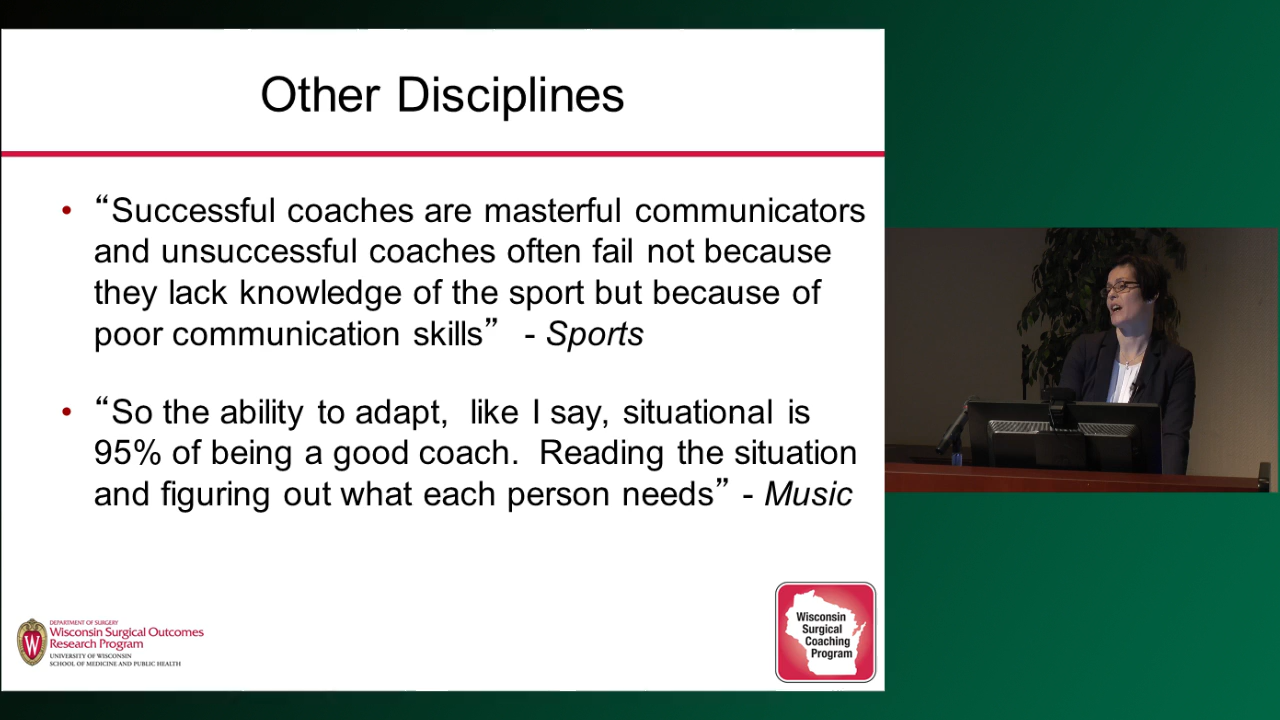 Other Disciplines
• “Successful coaches are masterful communicators
and unsuccessful coaches often fail not because
they lack knowledge of the sport but because of
poor communication skills” - Sports
• “So the ability to adapt, like I say, situational is
95% of being a good coach. Reading the situation
and figuring out what each person needs” - Music
W
DEPARTMENT OF SURGERY
Wisconsin Surgical Outcomes
Research Program
UNIVERSITY OF WISCONSIN
SCHOOL OF MEDICINE AND PUBLIC HEALTH
Wisconsin
Surgical
Coaching
Program